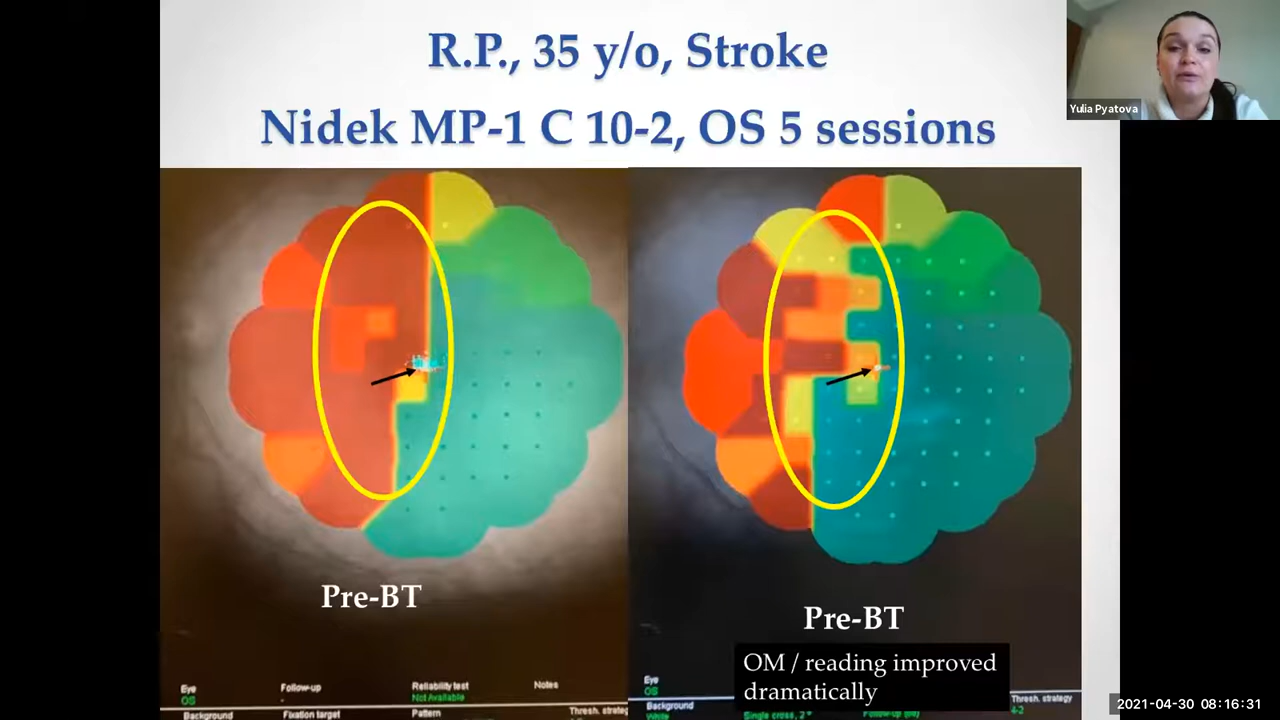 R.P., 35 y/o, Stroke
Nidek MP-1 C 10-2, OS 5 sessions
Yulia Pyatova
Pre-BT
Pre-BT
OM / reading improved
dramatically
Eye
OS
Background
Follow-up
-
Fixation target
Reliability test
Not Available
Pattern
Notes
Thresh. strategy
Eye
OS
Background
White
Single cross, 2°
Thresh. strategy
4-2
2021-04-30 08:16:31